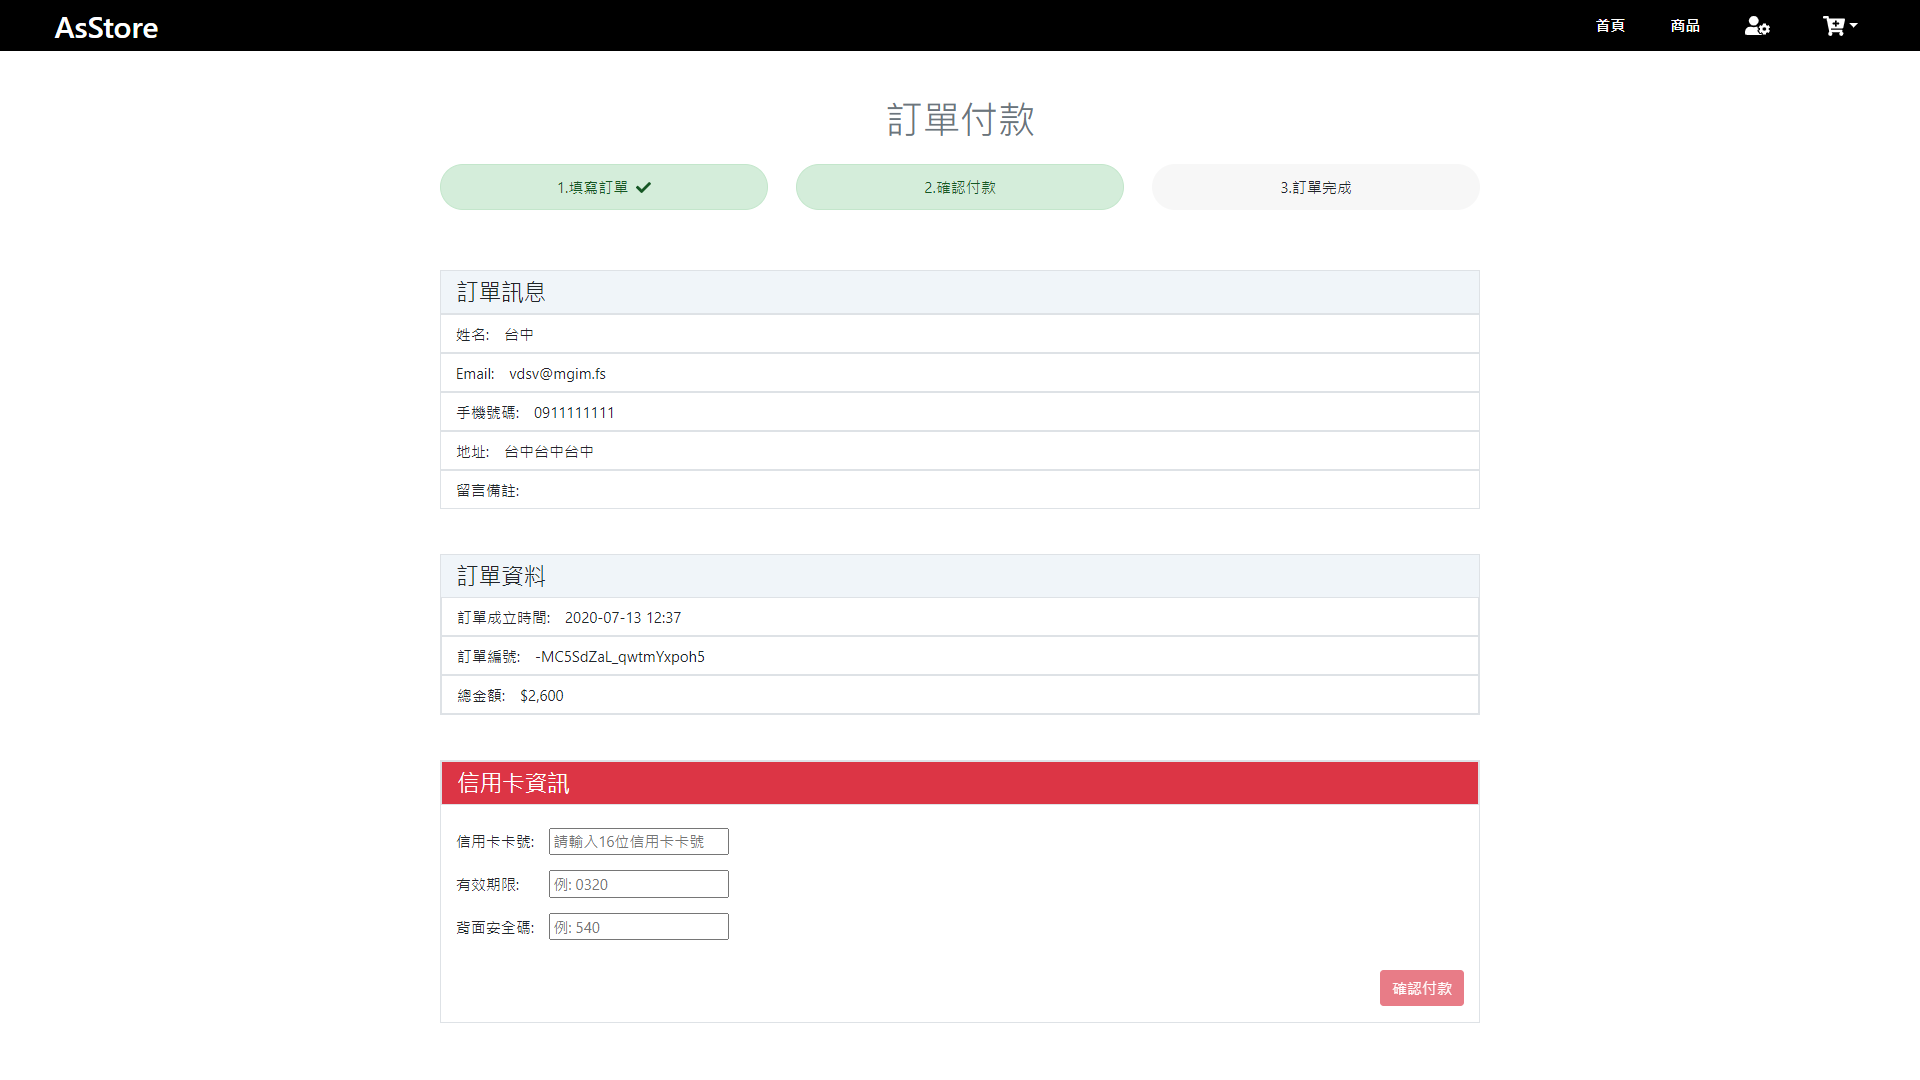 AsStore
首頁
商品
訂單付款
1.填寫訂單
2.確認付款
3.訂單完成
訂單訊息
姓名: 台中
Email: vdsv@mgim.fs
手機號碼: 0911111111
地址: 台中台中台中
留言備註:
訂單資料
訂單成立時間: 2020-07-13 12:37
訂單編號: -MC5SdZaL_qwtmYxpoh5
總金額: $2,600
信用卡資訊
信用卡卡號: 請輸入16位信用卡卡號
有效期限: 例: 0320
背面安全碼: 例: 540
確認付款